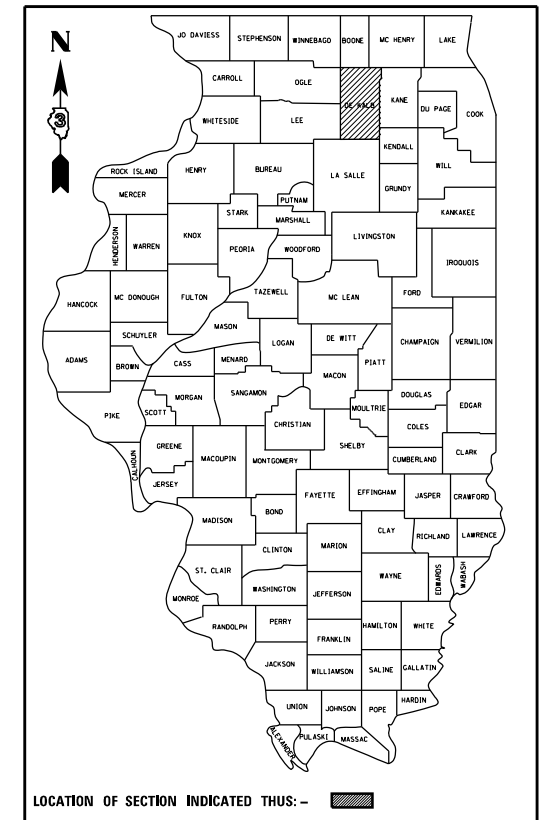 JO DAVIESS STEPHENSON WINNEBAGO BOONE MC HENRY LAKE
N
CARROLL OGLE DE KALB KANE DU PAGE COOK
3
WHITESIDE LEE
KENDALL
ROCK ISLAND HENRY BUREAU LA SALLE GRUNDY WILL
MERCER PUTNAM
STARK MARSHALL KANKAKEE
HENDERSON WARREN KNOX PEORIA WOODFORD LIVINGSTON IROQUOIS
TAZEWELL MC LEAN FORD
HANCOCK MC DONOUGH FULTON
MASON
SCHUYLER LOGAN DE WITT CHAMPAIGN VERMILION
ADAMS BROWN CASS MENARD MACON PIATT
MORGAN SANGAMON DOUGLAS
PIKE SCOTT CHRISTIAN MOULTRIE EDGAR
COLES
GREENE SHELBY
CALHOUN MACOUPIN MONTGOMERY CUMBERLAND CLARK
JERSEY
FAYETTE EFFINGHAM JASPER CRAWFORD
MADISON BOND
CLAY RICHLAND LAWRENCE
CLINTON MARION
ST. CLAIR WAYNE EDWARDS WABASH
MONROE WASHINGTON JEFFERSON
RANDOLPH PERRY HAMILTON WHITE
FRANKLIN
JACKSON WILLIAMSON SALINE GALLATIN
HARDIN
UNION JOHNSON POPE
ALEXANDER PULASKI MASSAC
LOCATION OF SECTION INDICATED THUS: –